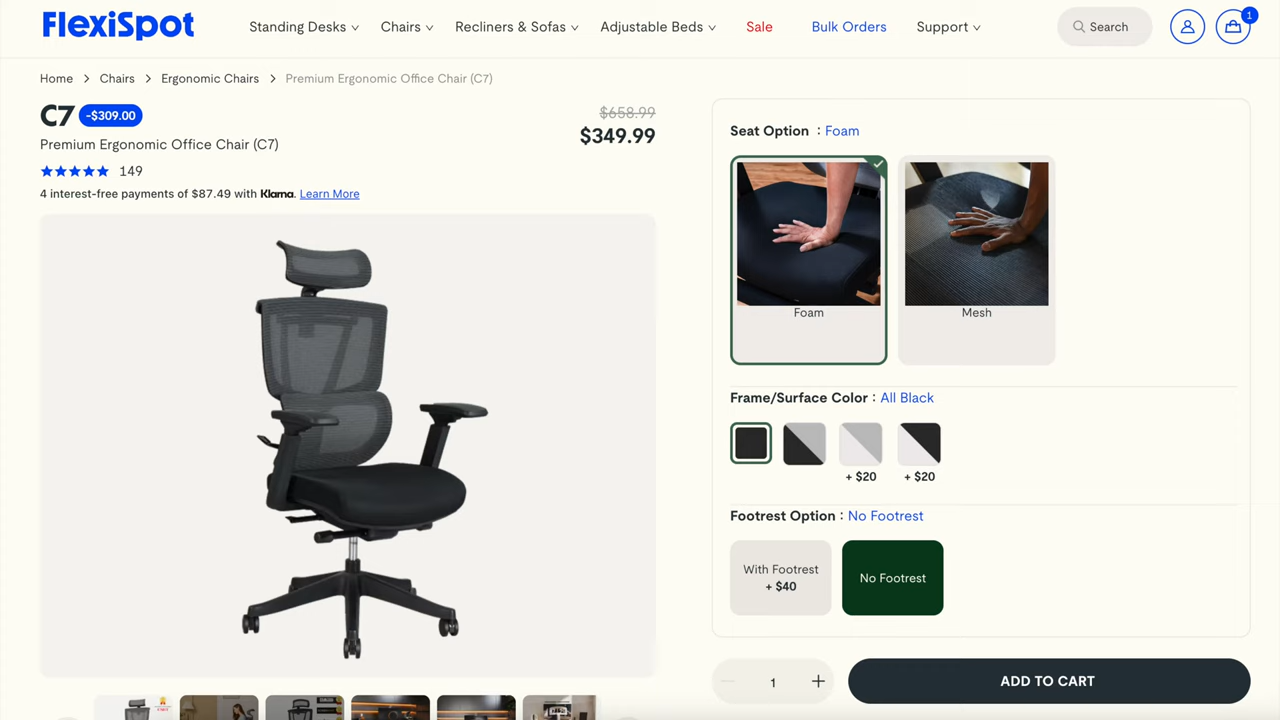 FlexiSpot
Standing Desks
Chairs
Recliners & Sofas
Adjustable Beds
Sale
Bulk Orders
Support
Search
1
Home > Chairs > Ergonomic Chairs > Premium Ergonomic Office Chair (C7)
C7 -$309.00
$658.99
$349.99
Premium Ergonomic Office Chair (C7)
149
4 interest-free payments of $87.49 with Klarna. Learn More
Seat Option : Foam
Foam
Mesh
Frame/Surface Color : All Black
+ $20
+ $20
Footrest Option : No Footrest
With Footrest
+ $40
No Footrest
1
ADD TO CART